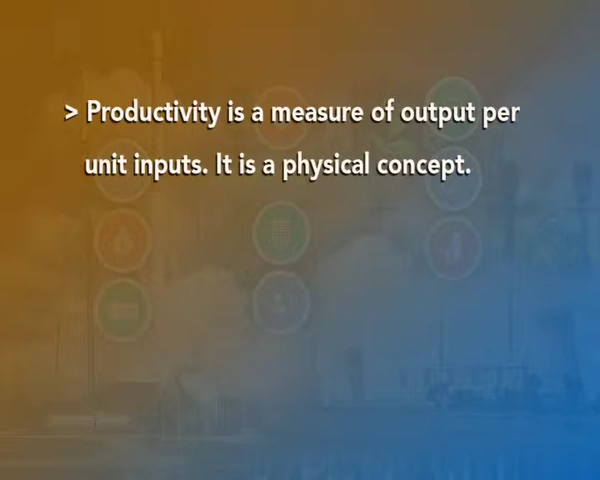 > Productivity is a measure of output per
unit inputs. It is a physical concept.